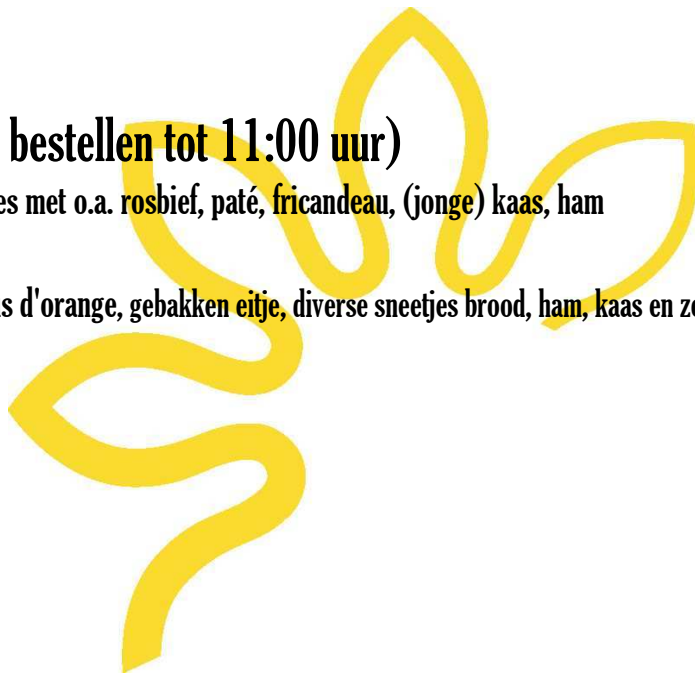 bestellen tot 11:00 uur)
es met o.a. rosbief, paté, fricandeau, (jonge) kaas, ham
s d'orange, gebakken eitje, diverse sneetjes brood, ham, kaas en zo